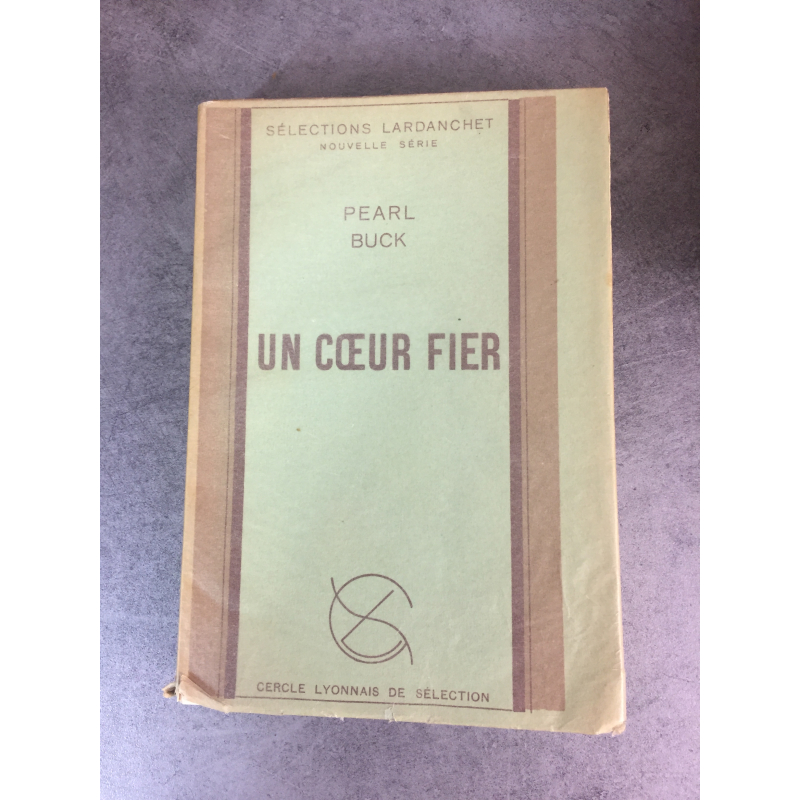 SÉLECTIONS LARDANCHET
NOUVELLE SÉRIE
PEARL
BUCK
UN CŒUR FIER
CERCLE LYONNAIS DE SÉLECTION